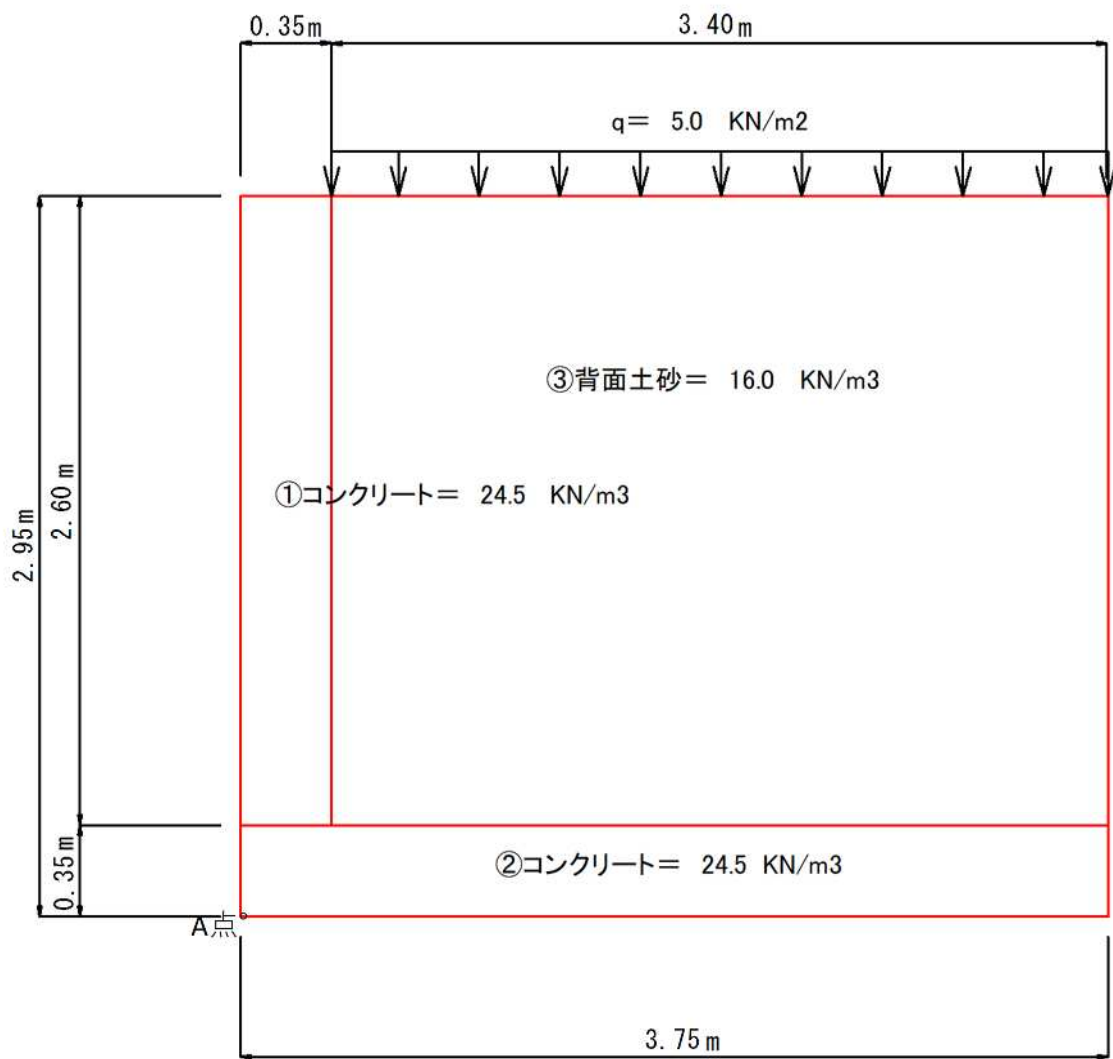 0.35m
3.40m
q= 5.0 KN/m2
③背面土砂= 16.0 KN/m3
①コンクリート= 24.5 KN/m3
2.60m
2.95m
②コンクリート= 24.5 KN/m3
0.35m
A点
3.75m